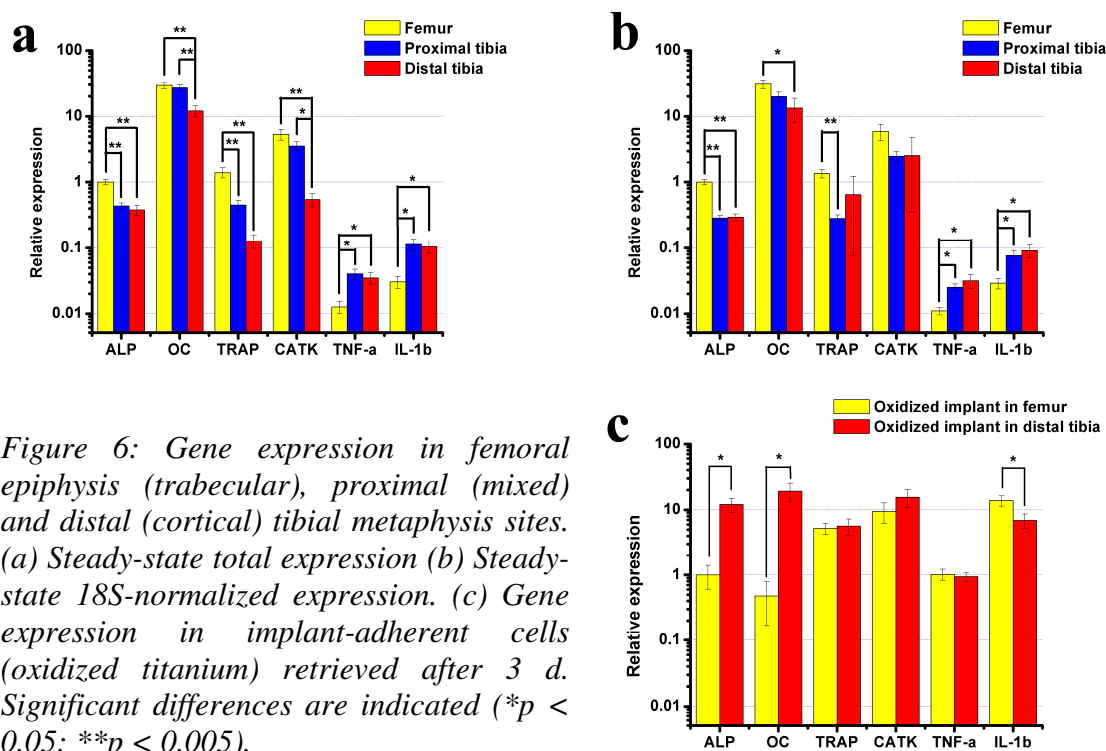 a
Femur
Proximal tibia
Distal tibia
Relative expression
100
10
1
0.1
0.01
** ** ** ** ** ** ** * * * * *
ALP OC TRAP CATK TNF-a IL-1b
b
Femur
Proximal tibia
Distal tibia
Relative expression
100
10
1
0.1
0.01
** ** * ** * * * *
ALP OC TRAP CATK TNF-a IL-1b
c
Oxidized implant in femur
Oxidized implant in distal tibia
Relative expression
100
10
1
0.1
0.01
* * *
ALP OC TRAP CATK TNF-a IL-1b
Figure 6: Gene expression in femoral
epiphysis (trabecular), proximal (mixed)
and distal (cortical) tibial metaphysis sites.
(a) Steady-state total expression (b) Steady-
state 18S-normalized expression. (c) Gene
expression in implant-adherent cells
(oxidized titanium) retrieved after 3 d.
Significant differences are indicated (*p <
0.05; **p < 0.005).